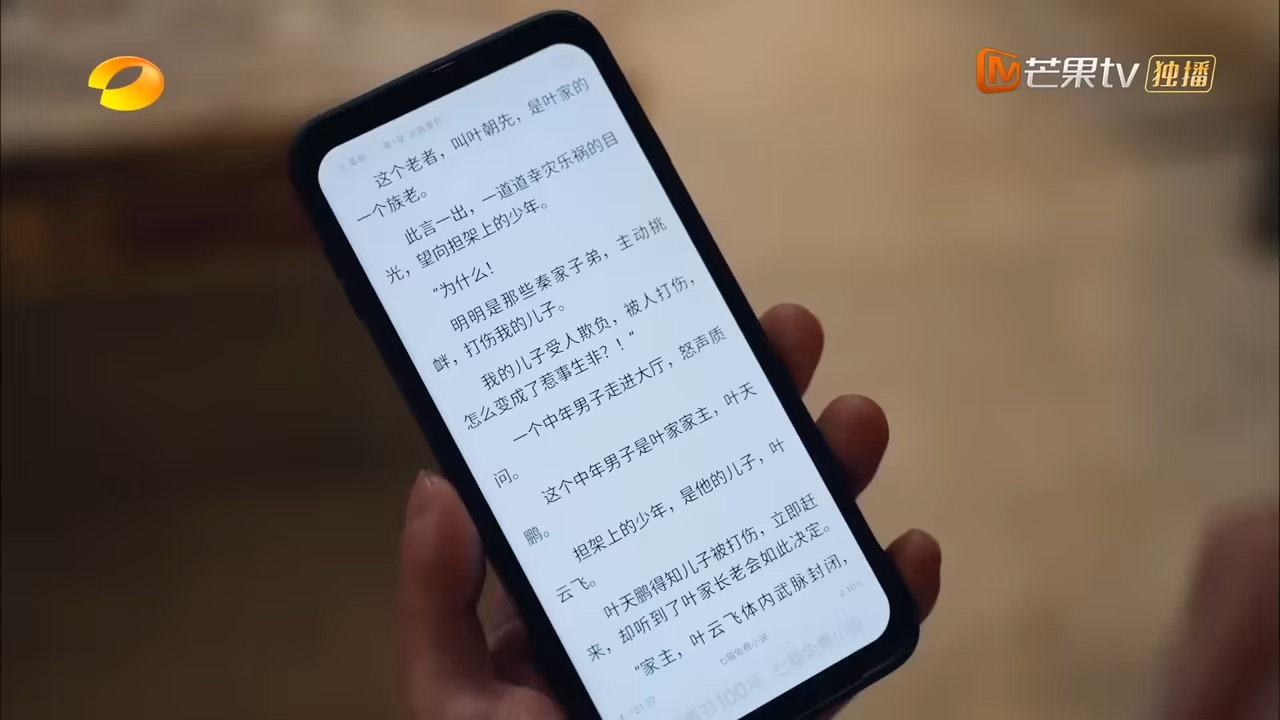 芒果tv 独播
这个老者，叫叶朝先，是叶家的
一个族老。
此言一出，一道道幸灾乐祸的目
光，望向担架上的少年。
“为什么！
明明是那些秦家子弟，主动挑
衅，打伤我的儿子。
我的儿子受人欺负，被人打伤，
怎么变成了惹事生非？！”
一个中年男子走进大厅，怒声质
问。
这个中年男子是叶家家主，叶天
鹏。
担架上的少年，是他的儿子，叶
云飞。
叶天鹏得知儿子被打伤，立即赶
来，却听到了叶家长老会如此决定。
“家主，叶云飞体内武脉封闭，
七猫免费小说
0.10%